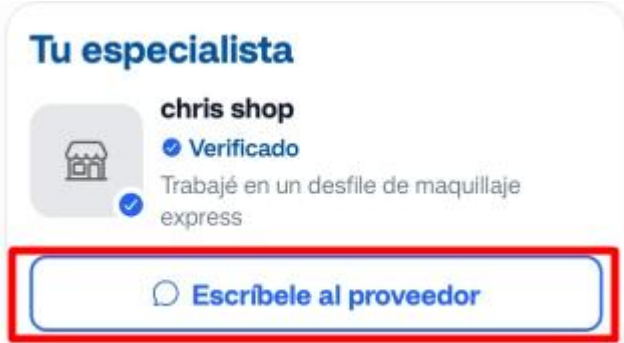 Tu especialista
chris shop
Verificado
Trabajé en un desfile de maquillaje
express
Escríbele al proveedor